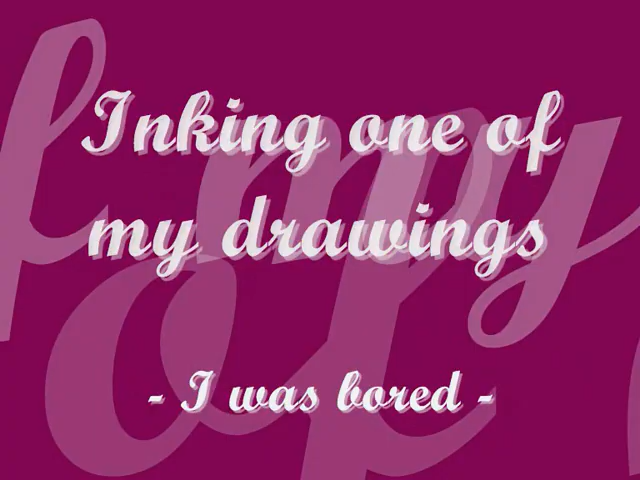 Inking one of
my drawings
- I was bored -